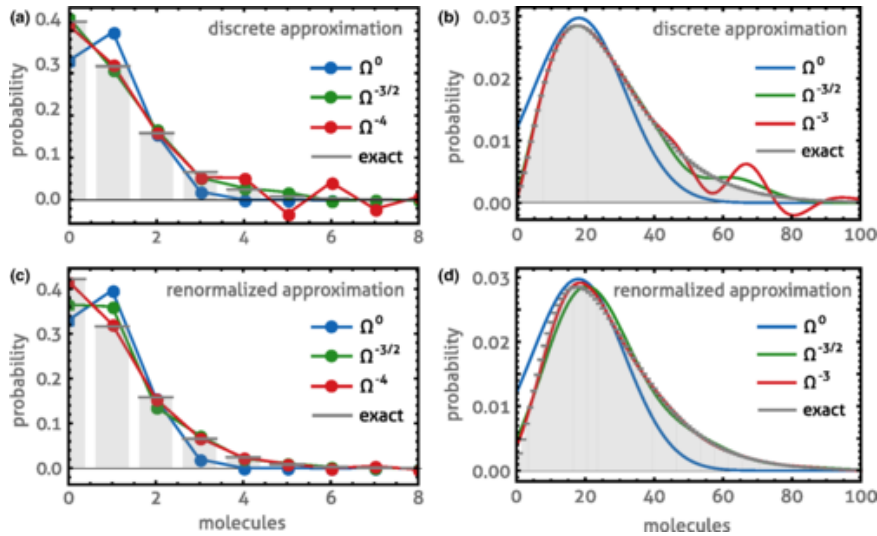 (a)
discrete approximation
0.4
0.3
0.2
0.1
0.0
probability
Ω⁰
Ω⁻³/²
Ω⁻⁴
exact
0 2 4 6 8
(b)
discrete approximation
0.03
0.02
0.01
0.00
probability
Ω⁰
Ω⁻³/²
Ω⁻³
exact
0 20 40 60 80 100
(c)
renormalized approximation
0.4
0.3
0.2
0.1
0.0
probability
Ω⁰
Ω⁻³/²
Ω⁻⁴
exact
0 2 4 6 8
molecules
(d)
renormalized approximation
0.03
0.02
0.01
0.00
probability
Ω⁰
Ω⁻³/²
Ω⁻³
exact
0 20 40 60 80 100
molecules